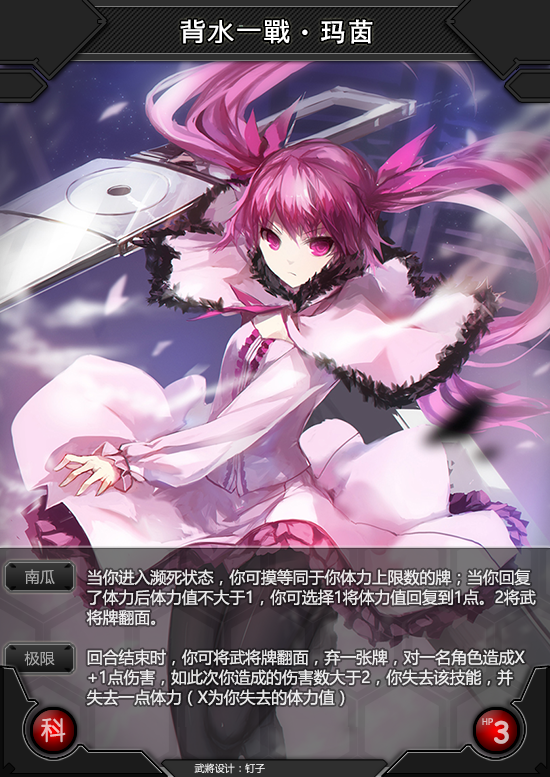 背水一戰·玛茵
南瓜
当你进入濒死状态，你可摸等同于你体力上限数的牌；当你回复
了体力后体力值不大于1，你可选择1将体力值回复到1点。2将武
将牌翻面。
极限
回合结束时，你可将武将牌翻面，弃一张牌，对一名角色造成X
+1点伤害，如此次你造成的伤害数大于2，你失去该技能，并
失去一点体力（X为你失去的体力值）
科
HP 3
武將设计：钉子